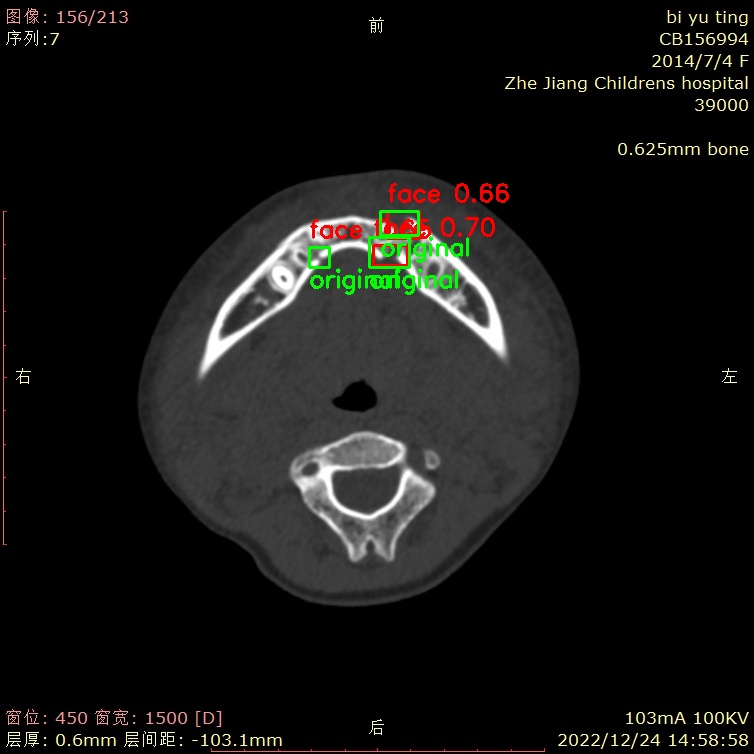 图像: 156/213
序列:7
前
bi yu ting
CB156994
2014/7/4 F
Zhe Jiang Childrens hospital
39000
0.625mm bone
face 0.66
face
0.70
original
original
original
右
左
窗位: 450 窗宽: 1500 [D]
层厚: 0.6mm 层间距: -103.1mm
后
103mA 100KV
2022/12/24 14:58:58